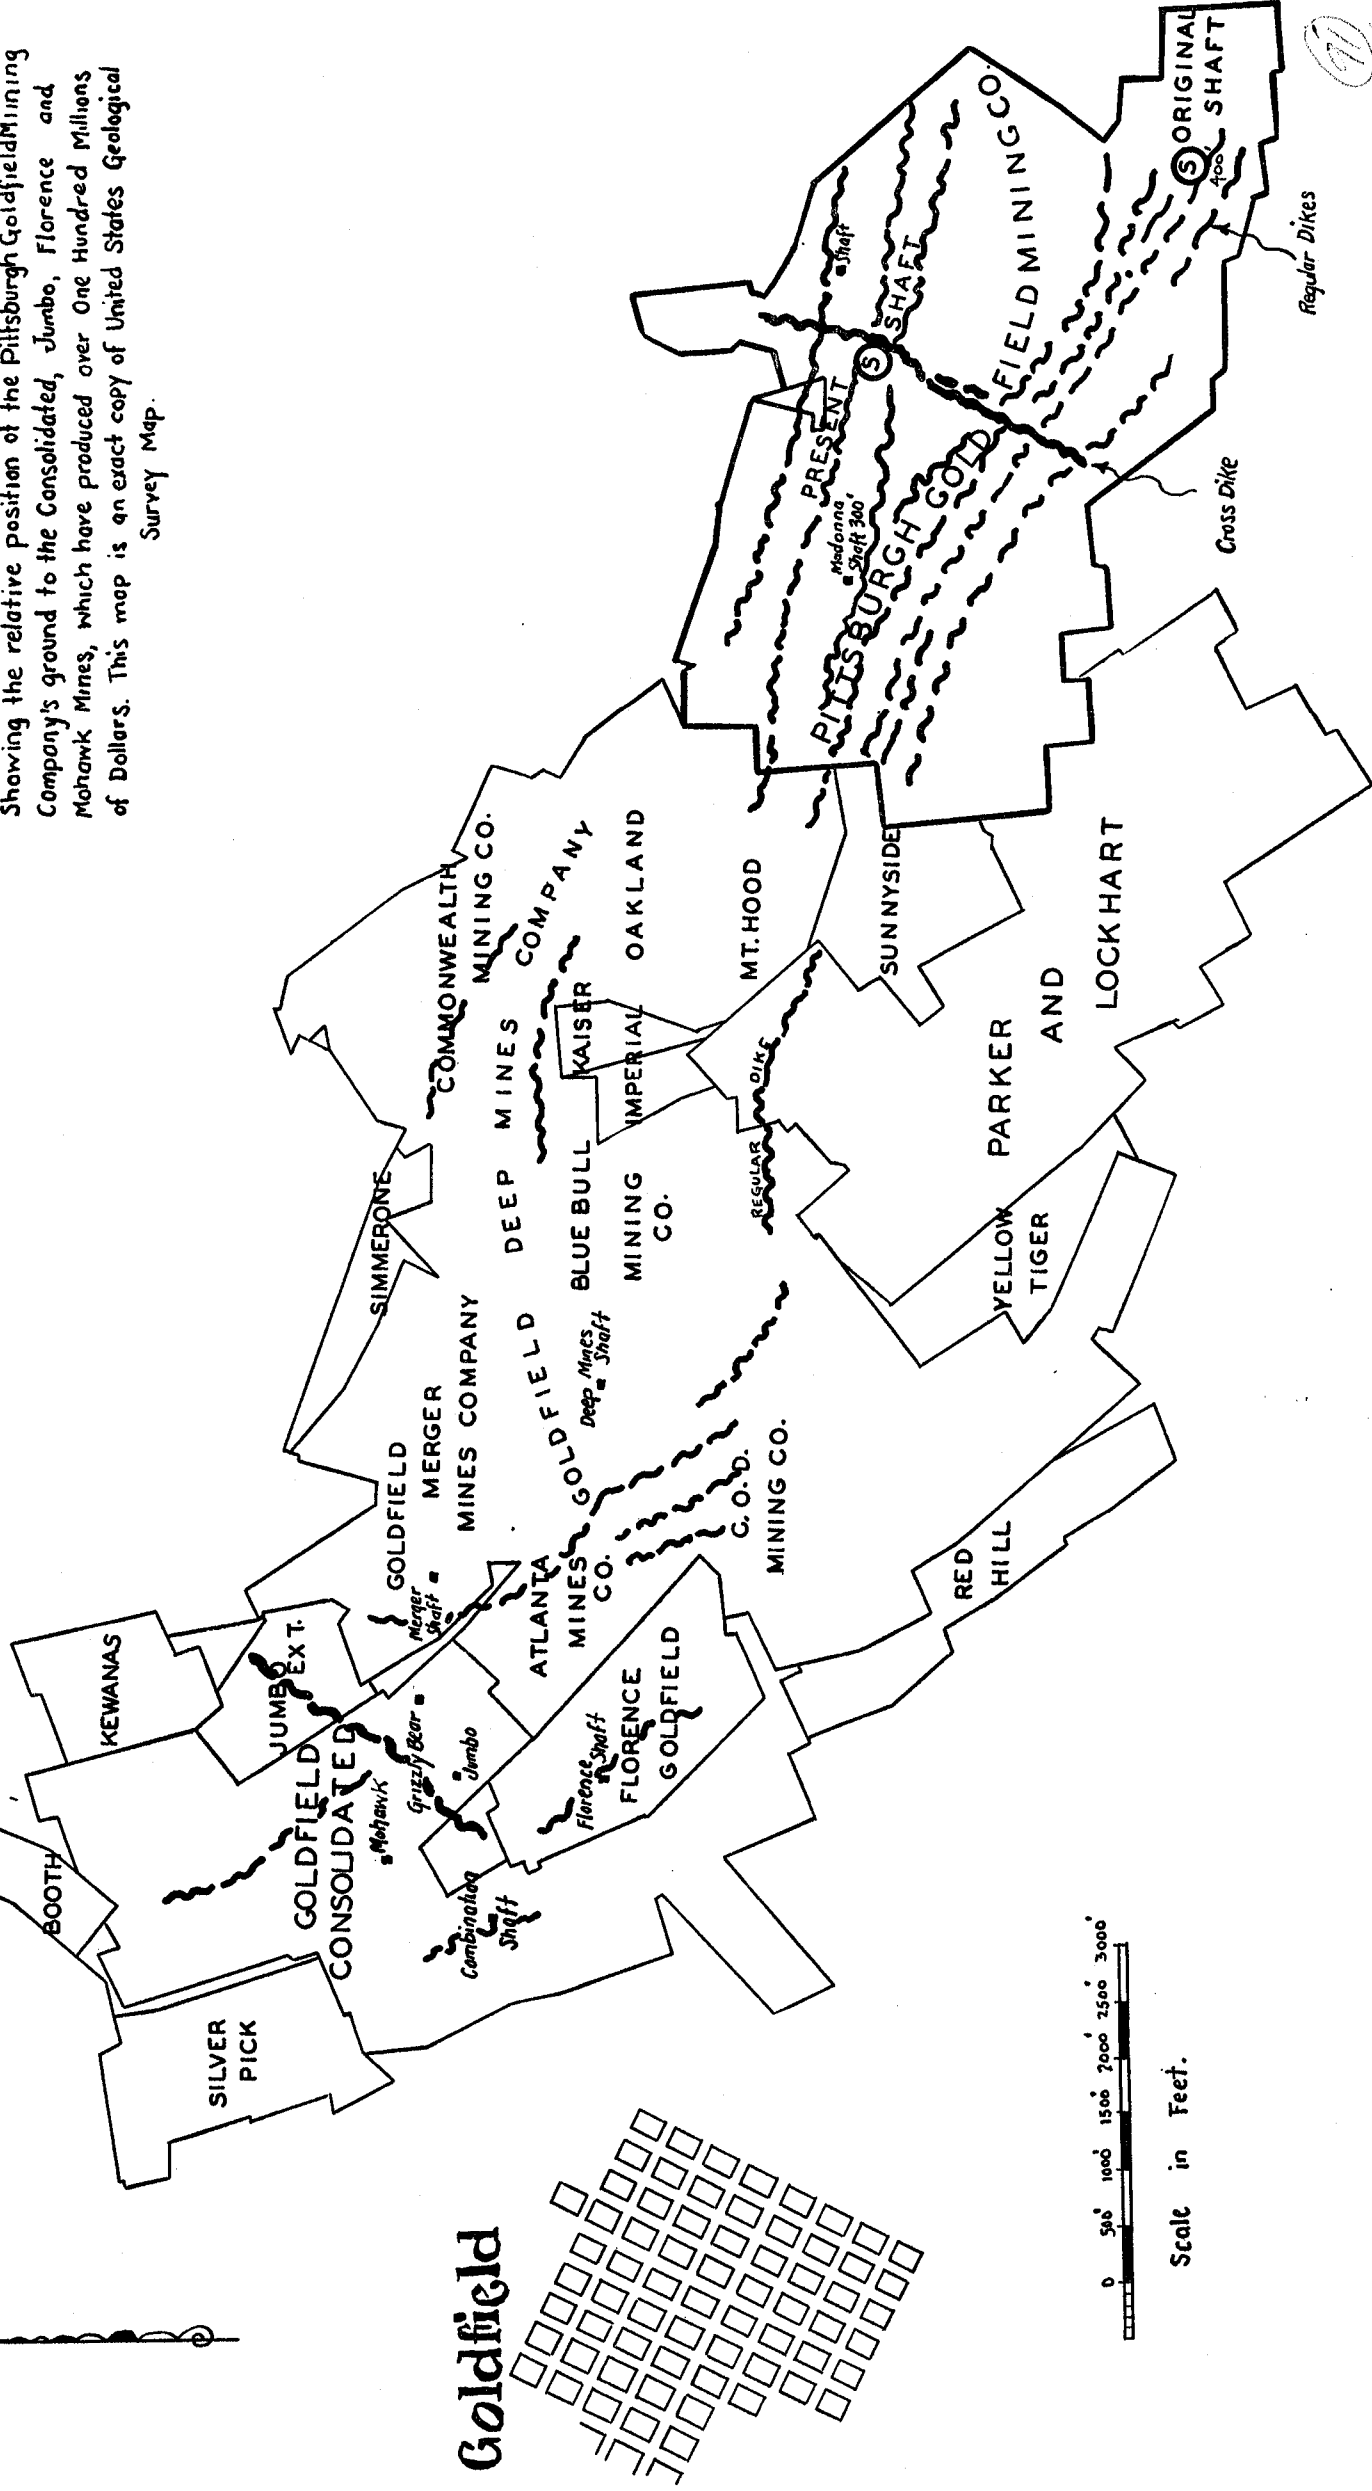 Showing the relative position of the Pittsburgh Goldfield Mining
Company's ground to the Consolidated, Jumbo, Florence and
Mohawk Mines, which have produced over One Hundred Millions
of Dollars. This map is an exact copy of United States Geological
Survey Map.
BOOTH
KEWANAS
SILVER
PICK
JUMBO
EXT.
GOLDFIELD
CONSOLIDATED
Mohawk
Grizzly Bear
Jumbo
Combination
Shaft
SIMMERONE
GOLDFIELD
MERGER
MINES COMPANY
Merger
Shaft
COMMONWEALTH
MINING CO.
GOLDFIELD DEEP MINES COMPANY
Deep Mines
Shaft
ATLANTA
MINES
CO.
Florence
Shaft
FLORENCE
GOLDFIELD
BLUE BULL
MINING
CO.
KAISER
IMPERIAL
OAKLAND
MT. HOOD
REGULAR DIKE
C. O. D.
MINING CO.
SUNNYSIDE
PARKER
AND
LOCKHART
YELLOW
TIGER
RED
HILL
PITTSBURGH GOLD FIELD MINING CO.
PRESENT SHAFT
S
Shaft
Madonna
Shaft 300'
S ORIGINAL
400' SHAFT
Regular Dikes
Cross Dike
Goldfield
0 500' 1000' 1500' 2000' 2500' 3000'
Scale in Feet.